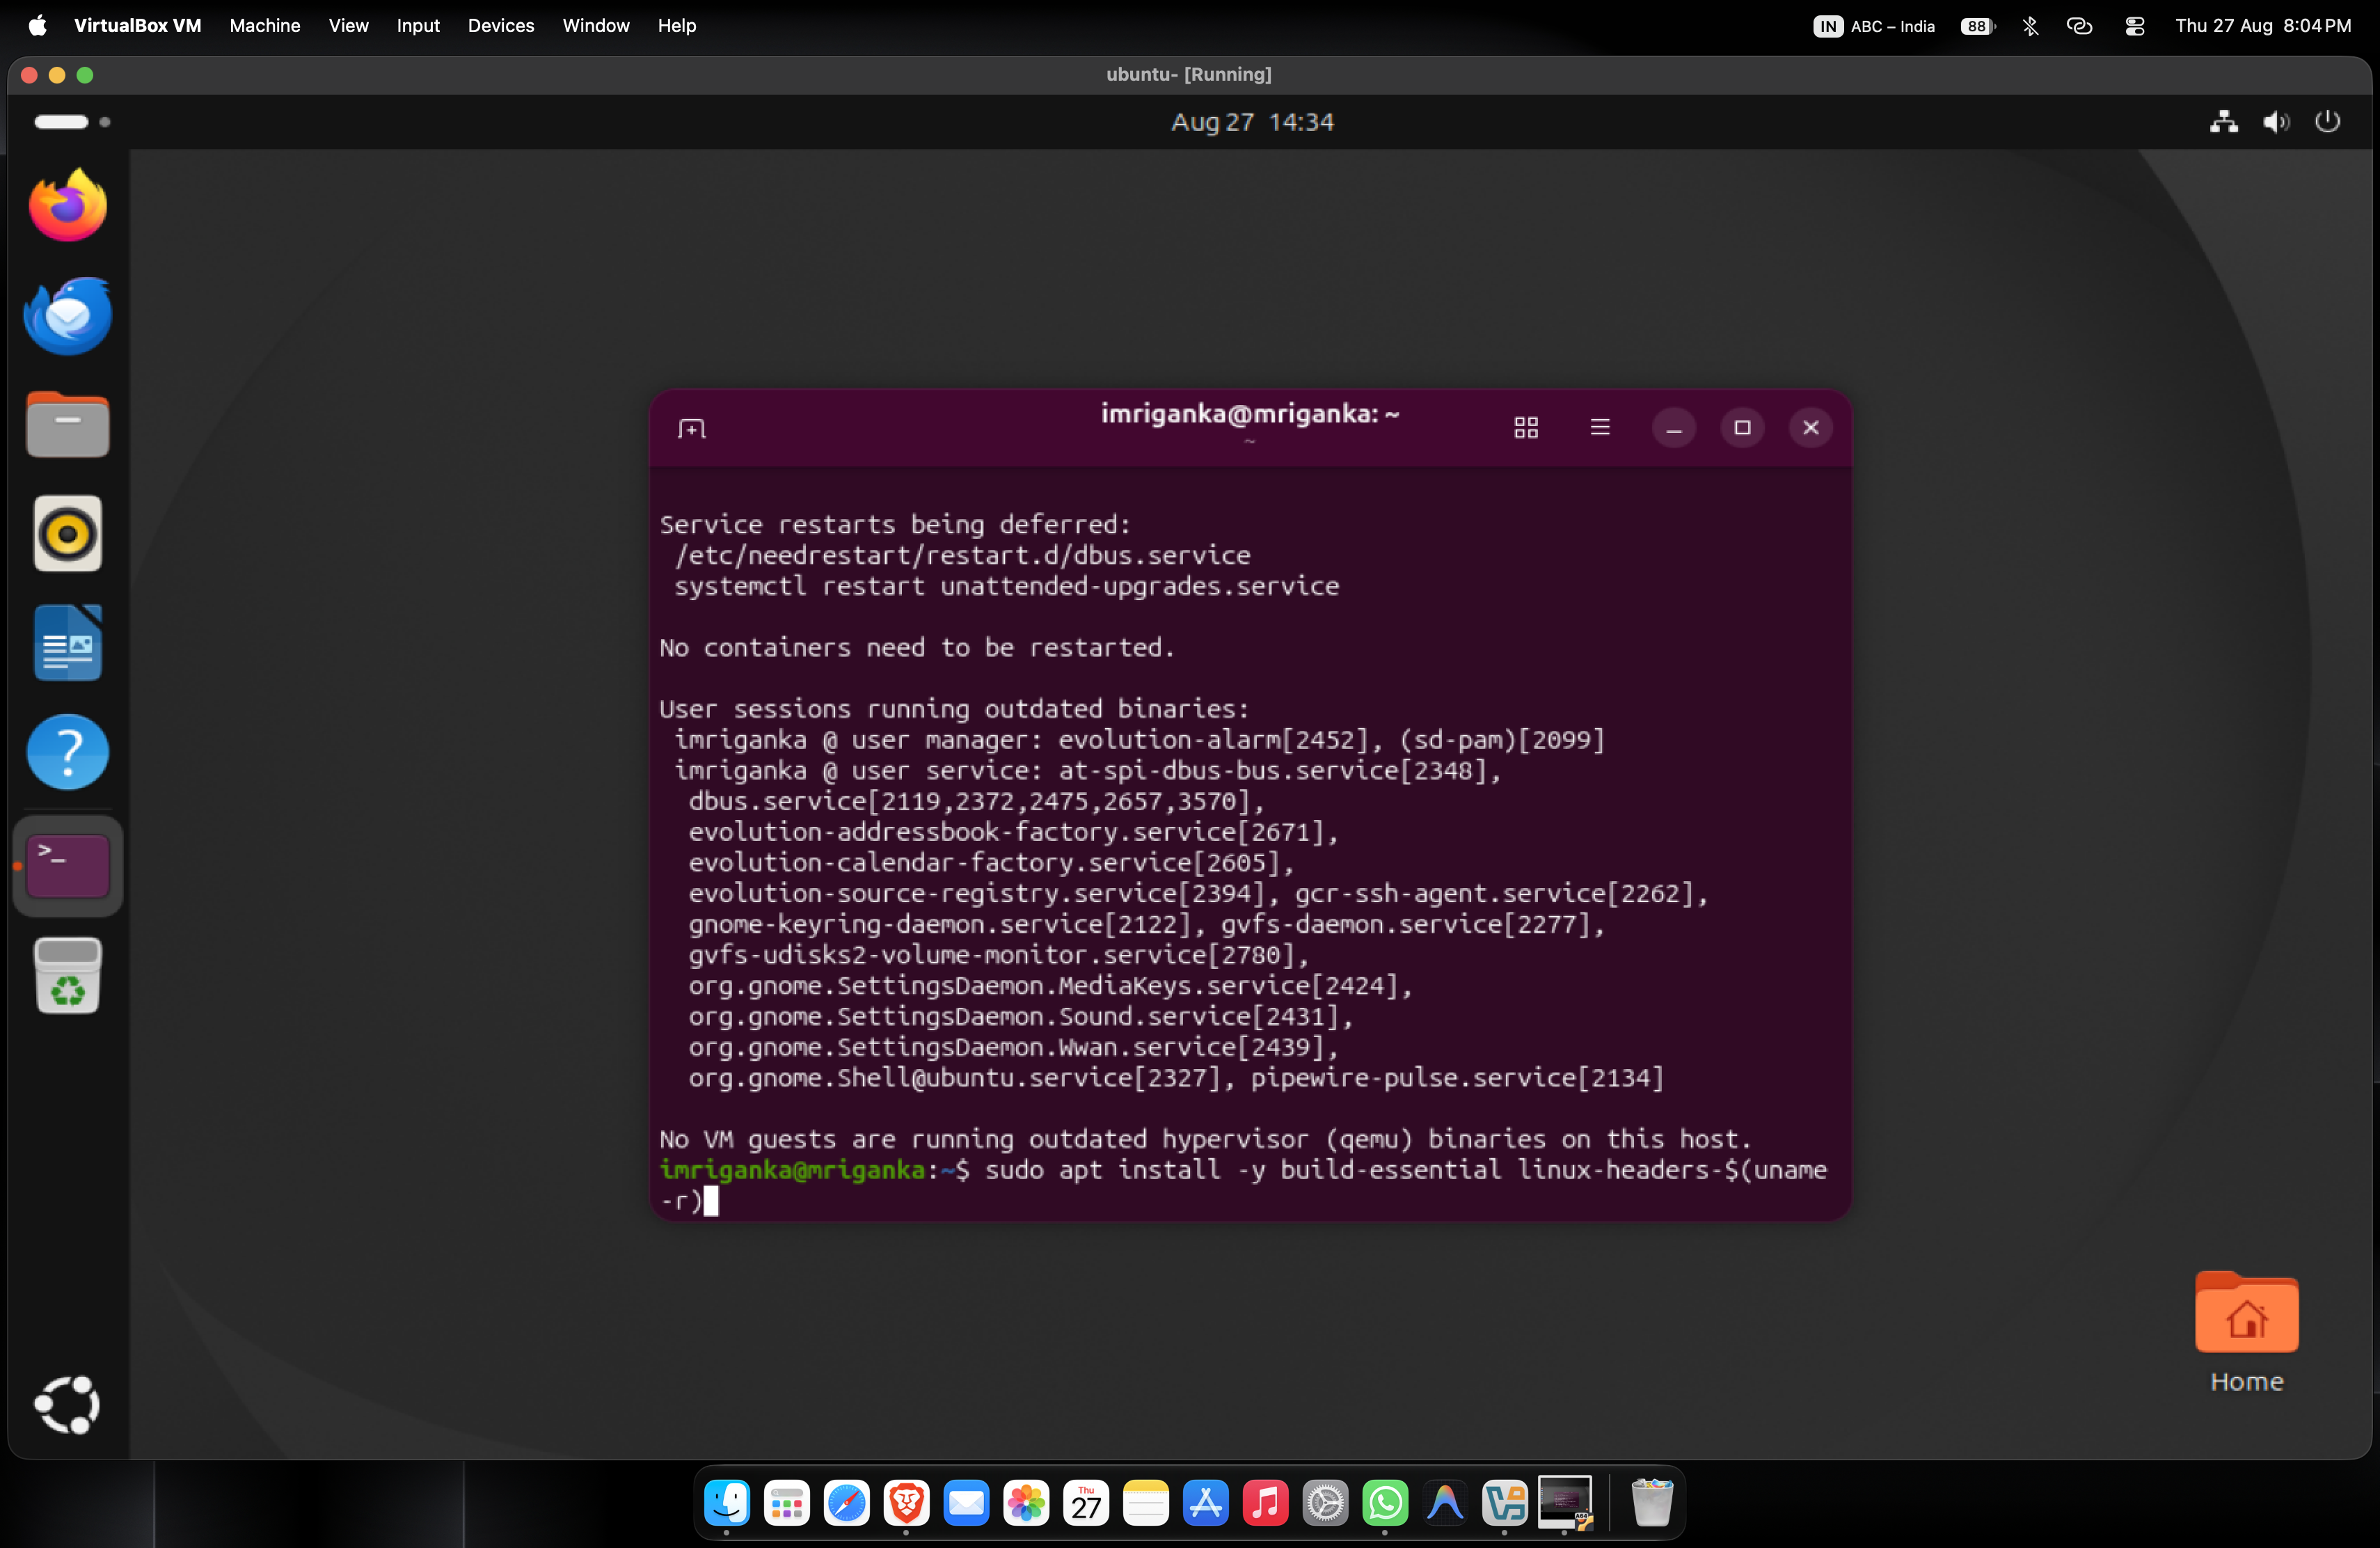 VirtualBox VM Machine View Input Devices Window Help IN ABC – India 88 Thu 27 Aug 8:04 PM
ubuntu- [Running]
Aug 27 14:34
imriganka@mriganka: ~
~
Service restarts being deferred:
/etc/needrestart/restart.d/dbus.service
systemctl restart unattended-upgrades.service
No containers need to be restarted.
User sessions running outdated binaries:
imriganka @ user manager: evolution-alarm[2452], (sd-pam)[2099]
imriganka @ user service: at-spi-dbus-bus.service[2348],
dbus.service[2119,2372,2475,2657,3570],
evolution-addressbook-factory.service[2671],
evolution-calendar-factory.service[2605],
evolution-source-registry.service[2394], gcr-ssh-agent.service[2262],
gnome-keyring-daemon.service[2122], gvfs-daemon.service[2277],
gvfs-udisks2-volume-monitor.service[2780],
org.gnome.SettingsDaemon.MediaKeys.service[2424],
org.gnome.SettingsDaemon.Sound.service[2431],
org.gnome.SettingsDaemon.Wwan.service[2439],
org.gnome.Shell@ubuntu.service[2327], pipewire-pulse.service[2134]
No VM guests are running outdated hypervisor (qemu) binaries on this host.
imriganka@mriganka:~$ sudo apt install -y build-essential linux-headers-$(uname
-r)
Home
Thu
27